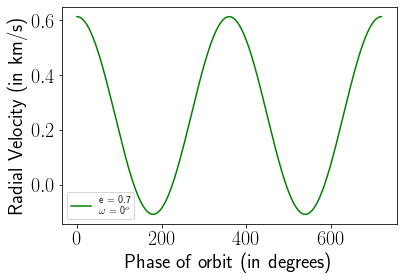 0.6
0.4
0.2
0.0
Radial Velocity (in km/s)
e = 0.7
ω = 0°
0 200 400 600
Phase of orbit (in degrees)